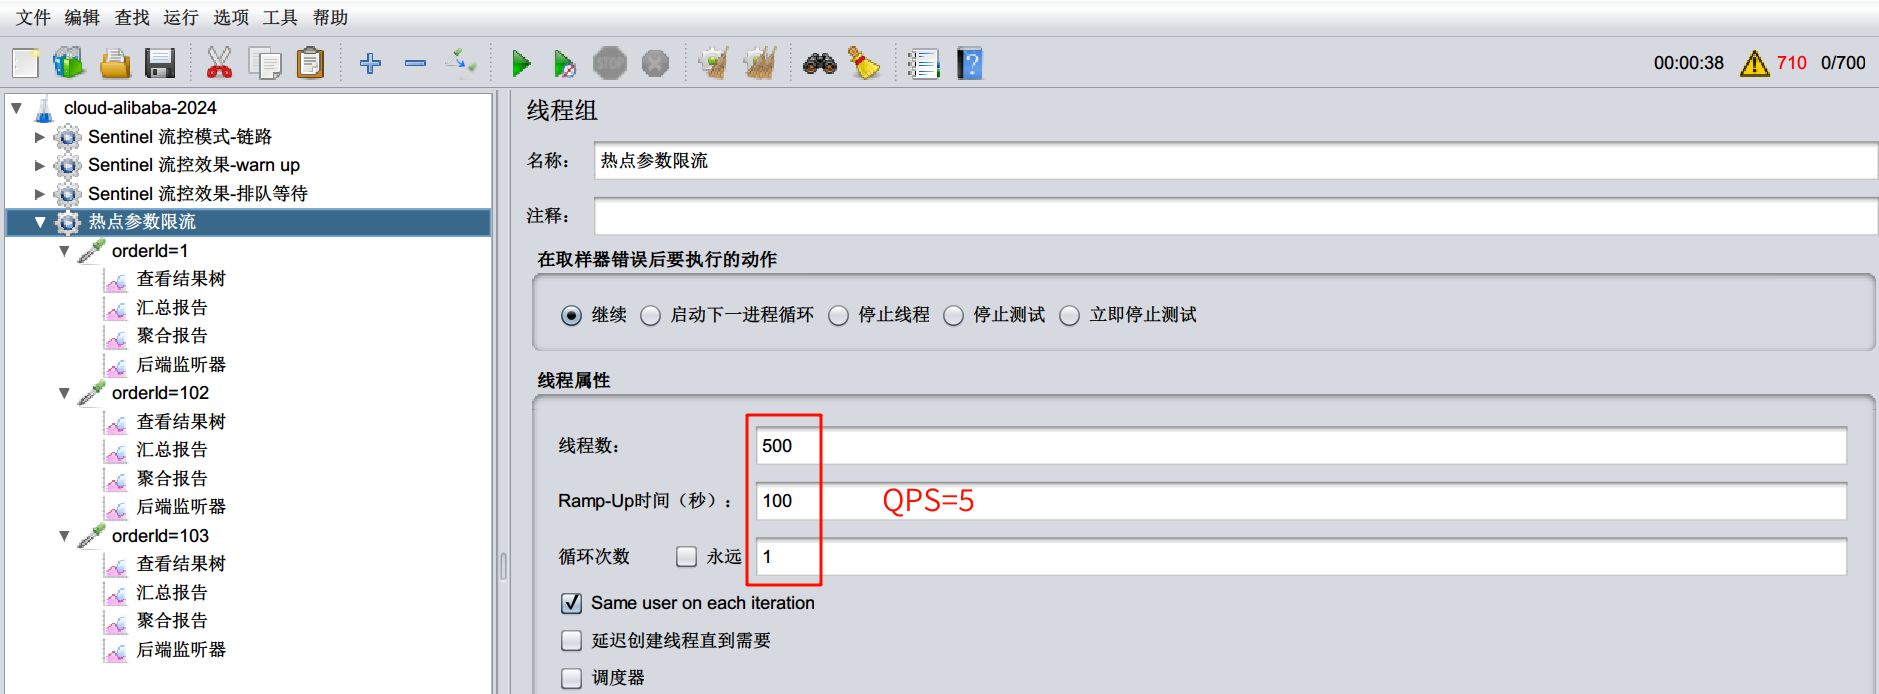 文件 编辑 查找 运行 选项 工具 帮助
STOP
00:00:38 710 0/700
cloud-alibaba-2024
Sentinel 流控模式-链路
Sentinel 流控效果-warn up
Sentinel 流控效果-排队等待
热点参数限流
orderId=1
查看结果树
汇总报告
聚合报告
后端监听器
orderId=102
查看结果树
汇总报告
聚合报告
后端监听器
orderId=103
查看结果树
汇总报告
聚合报告
后端监听器
线程组
名称： 热点参数限流
注释：
在取样器错误后要执行的动作
继续 启动下一进程循环 停止线程 停止测试 立即停止测试
线程属性
线程数： 500
Ramp-Up时间（秒）： 100 QPS=5
循环次数 永远 1
Same user on each iteration
延迟创建线程直到需要
调度器